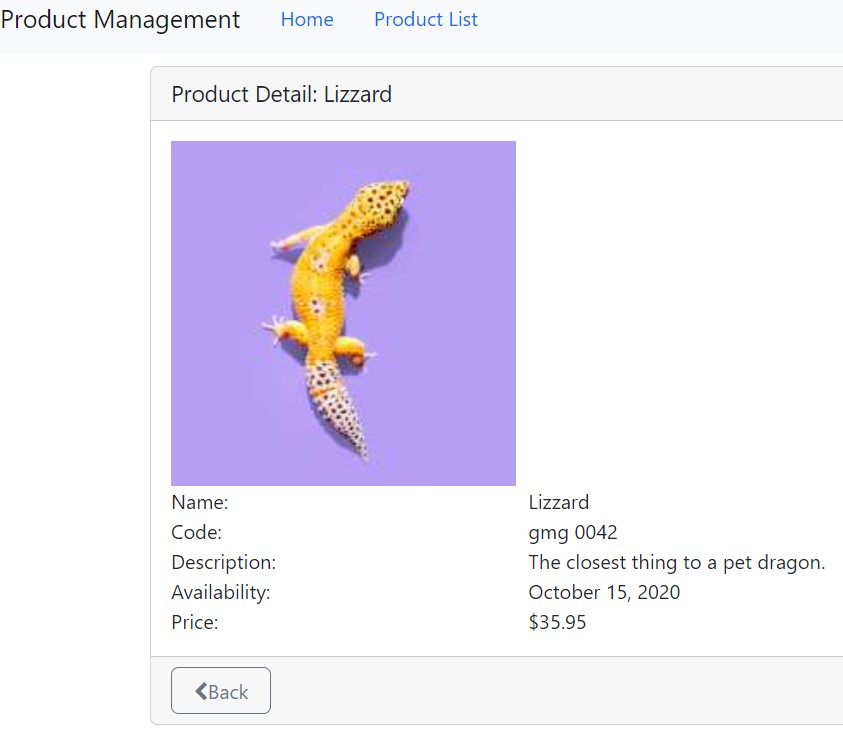 Product Management Home Product List
Product Detail: Lizzard
Name: Lizzard
Code: gmg 0042
Description: The closest thing to a pet dragon.
Availability: October 15, 2020
Price: $35.95
Back